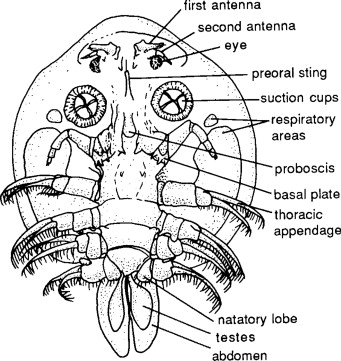 first antenna
second antenna
eye
preoral sting
suction cups
respiratory
areas
proboscis
basal plate
thoracic
appendage
natatory lobe
testes
abdomen